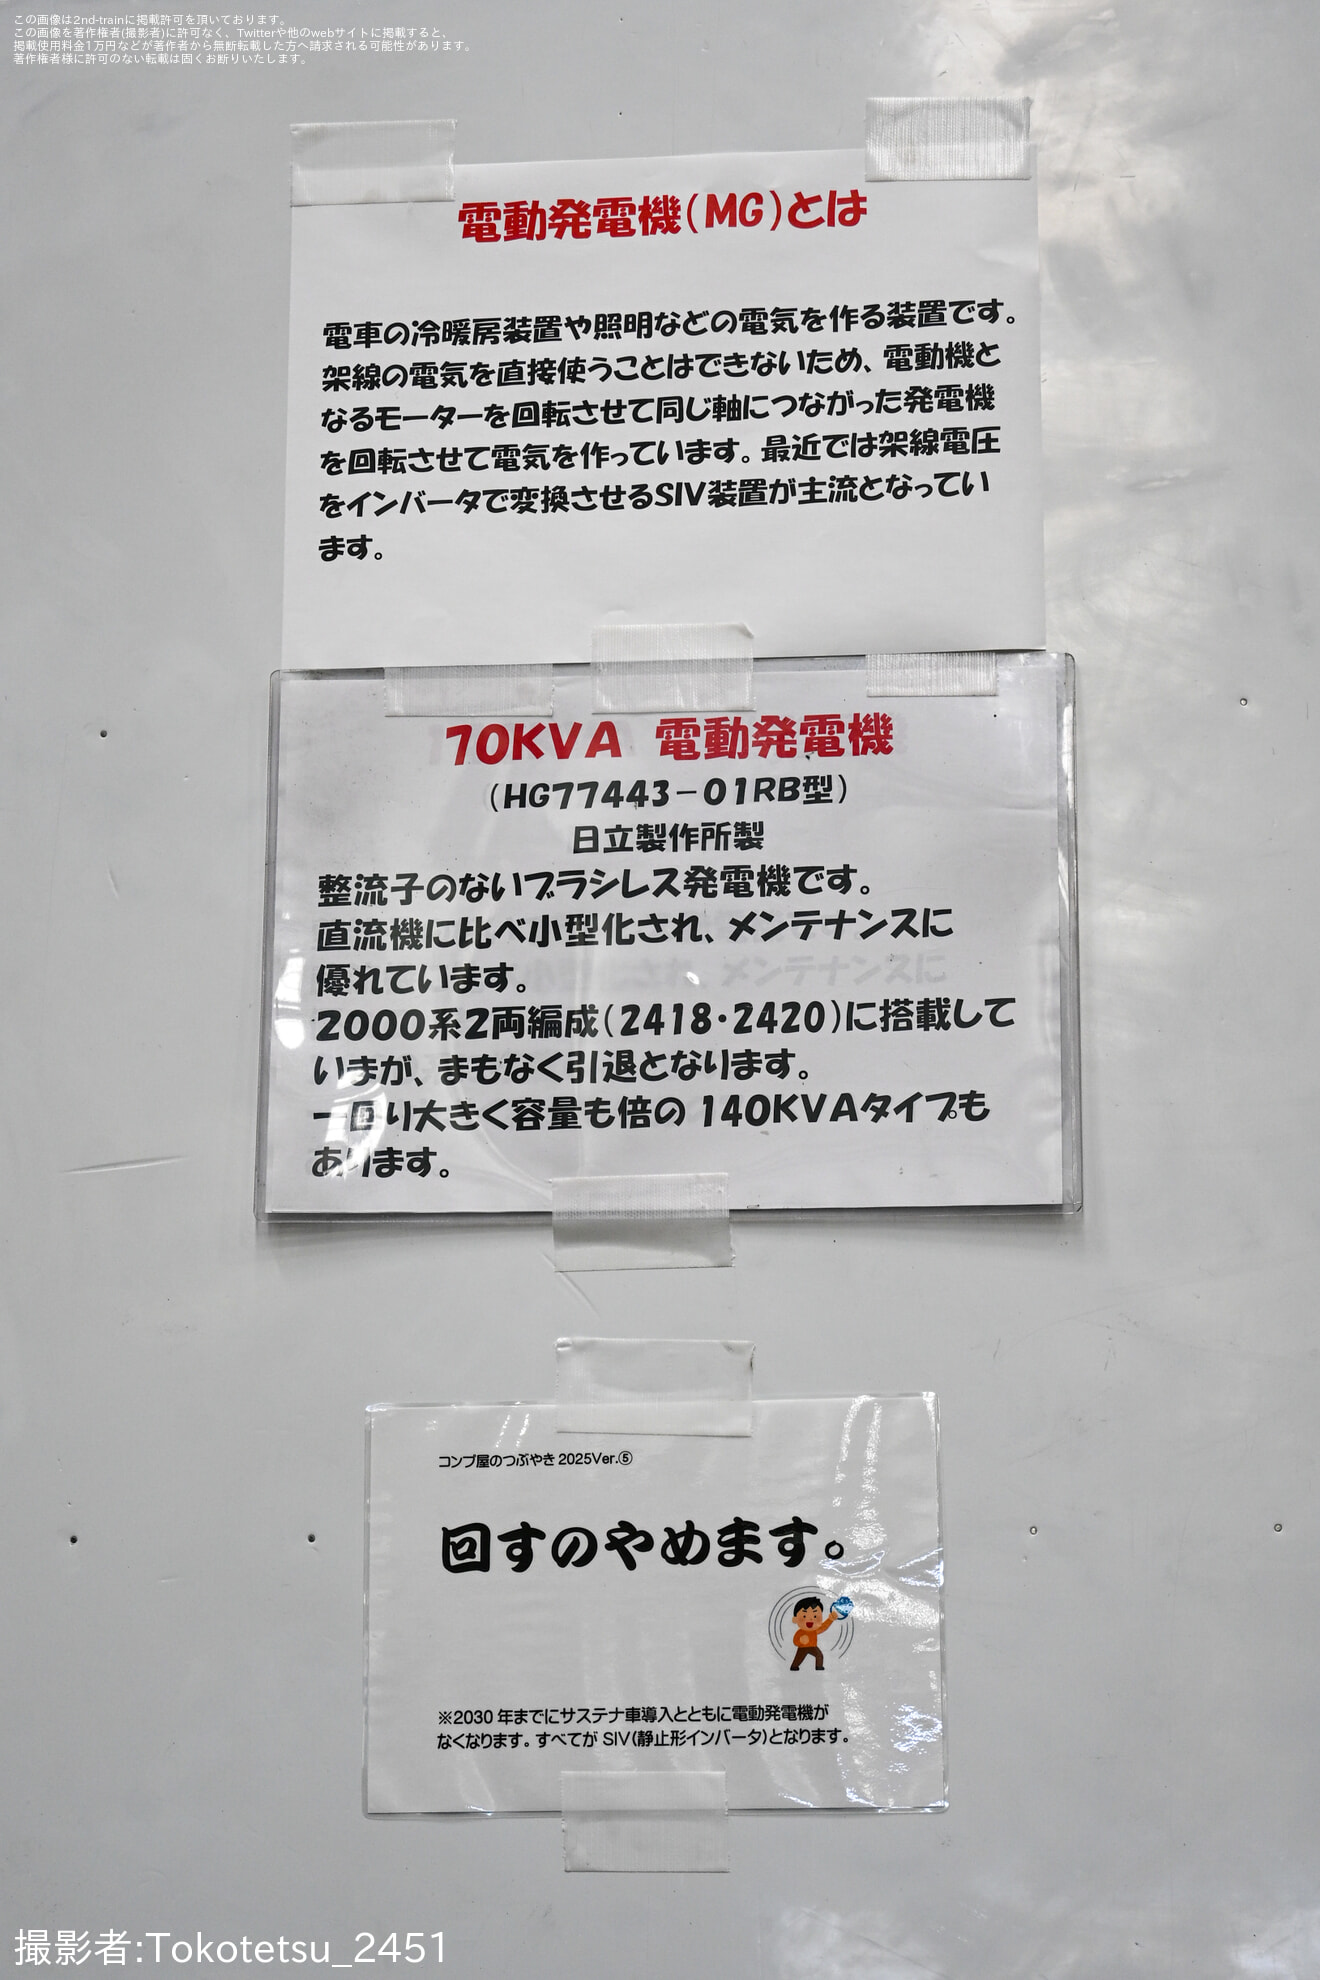 この画像は2nd-trainに掲載許可を頂いております。
この画像を著作権者(撮影者)に許可なく、Twitterや他のwebサイトに掲載すると、
掲載使用料金1万円などが著作者から無断転載した方へ請求される可能性があります。
著作権者様に許可のない転載は固くお断りいたします。
電動発電機(MG)とは
電車の冷暖房装置や照明などの電気を作る装置です。
架線の電気を直接使うことはできないため、電動機と
なるモーターを回転させて同じ軸につながった発電機
を回転させて電気を作っています。最近では架線電圧
をインバータで変換させるSIV装置が主流となってい
ます。
70KVA 電動発電機
(HG77443-01RB型)
日立製作所製
整流子のないブラシレス発電機です。
直流機に比べ小型化され、メンテナンスに
優れています。
2000系2両編成(2418・2420)に搭載して
いまが、まもなく引退となります。
一回り大きく容量も倍の 140KVAタイプも
あります。
コンプ屋のつぶやき 2025Ver.⑤
回すのやめます。
※2030 年までにサステナ車導入とともに電動発電機が
なくなります。すべてが SIV(静止形インバータ)となります。
撮影者:Tokotetsu_2451